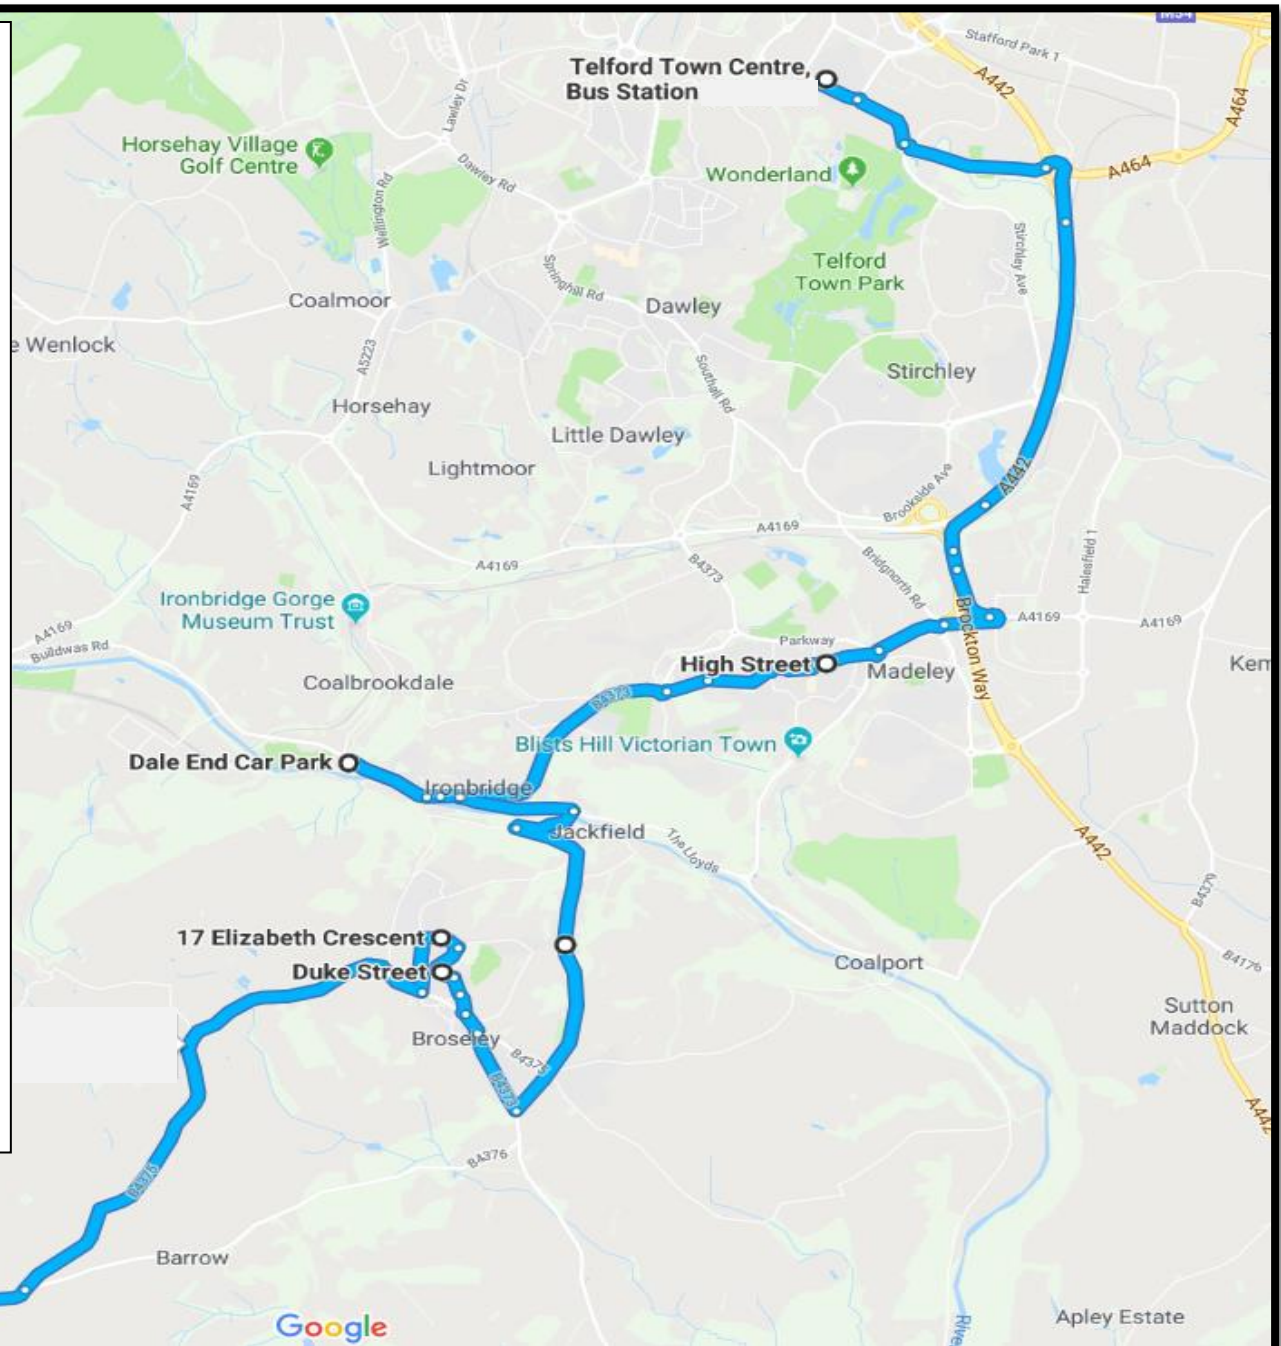 M54
Stafford Park 1
Telford Town Centre,
Bus Station
A442
A464
Lawley Dr
Horsehay Village
Golf Centre
Dawley Rd
Wonderland
A464
Wellington Rd
Stirchley Ave
Telford
Town Park
Springhill Rd
Coalmoor
Dawley
e Wenlock
A5223
Southall Rd
Stirchley
Horsehay
Little Dawley
Lightmoor
A442
A4169
Brookside Ave
A4169
Halesfield 1
A4169
B4373
Bridgnorth Rd
Ironbridge Gorge
Museum Trust
Brockton Way
A4169
A4169
A4169
Buildwas Rd
Parkway
High Street
Madeley
Kem
Coalbrookdale
B4373
Blists Hill Victorian Town
Dale End Car Park
Ironbridge
Jackfield
The Lloyds
A442
B4379
17 Elizabeth Crescent
Duke Street
Coalport
B4176
Sutton
Maddock
Broseley
B4375
B4373
A442
B4376
B4376
Barrow
Google
Apley Estate
Rive